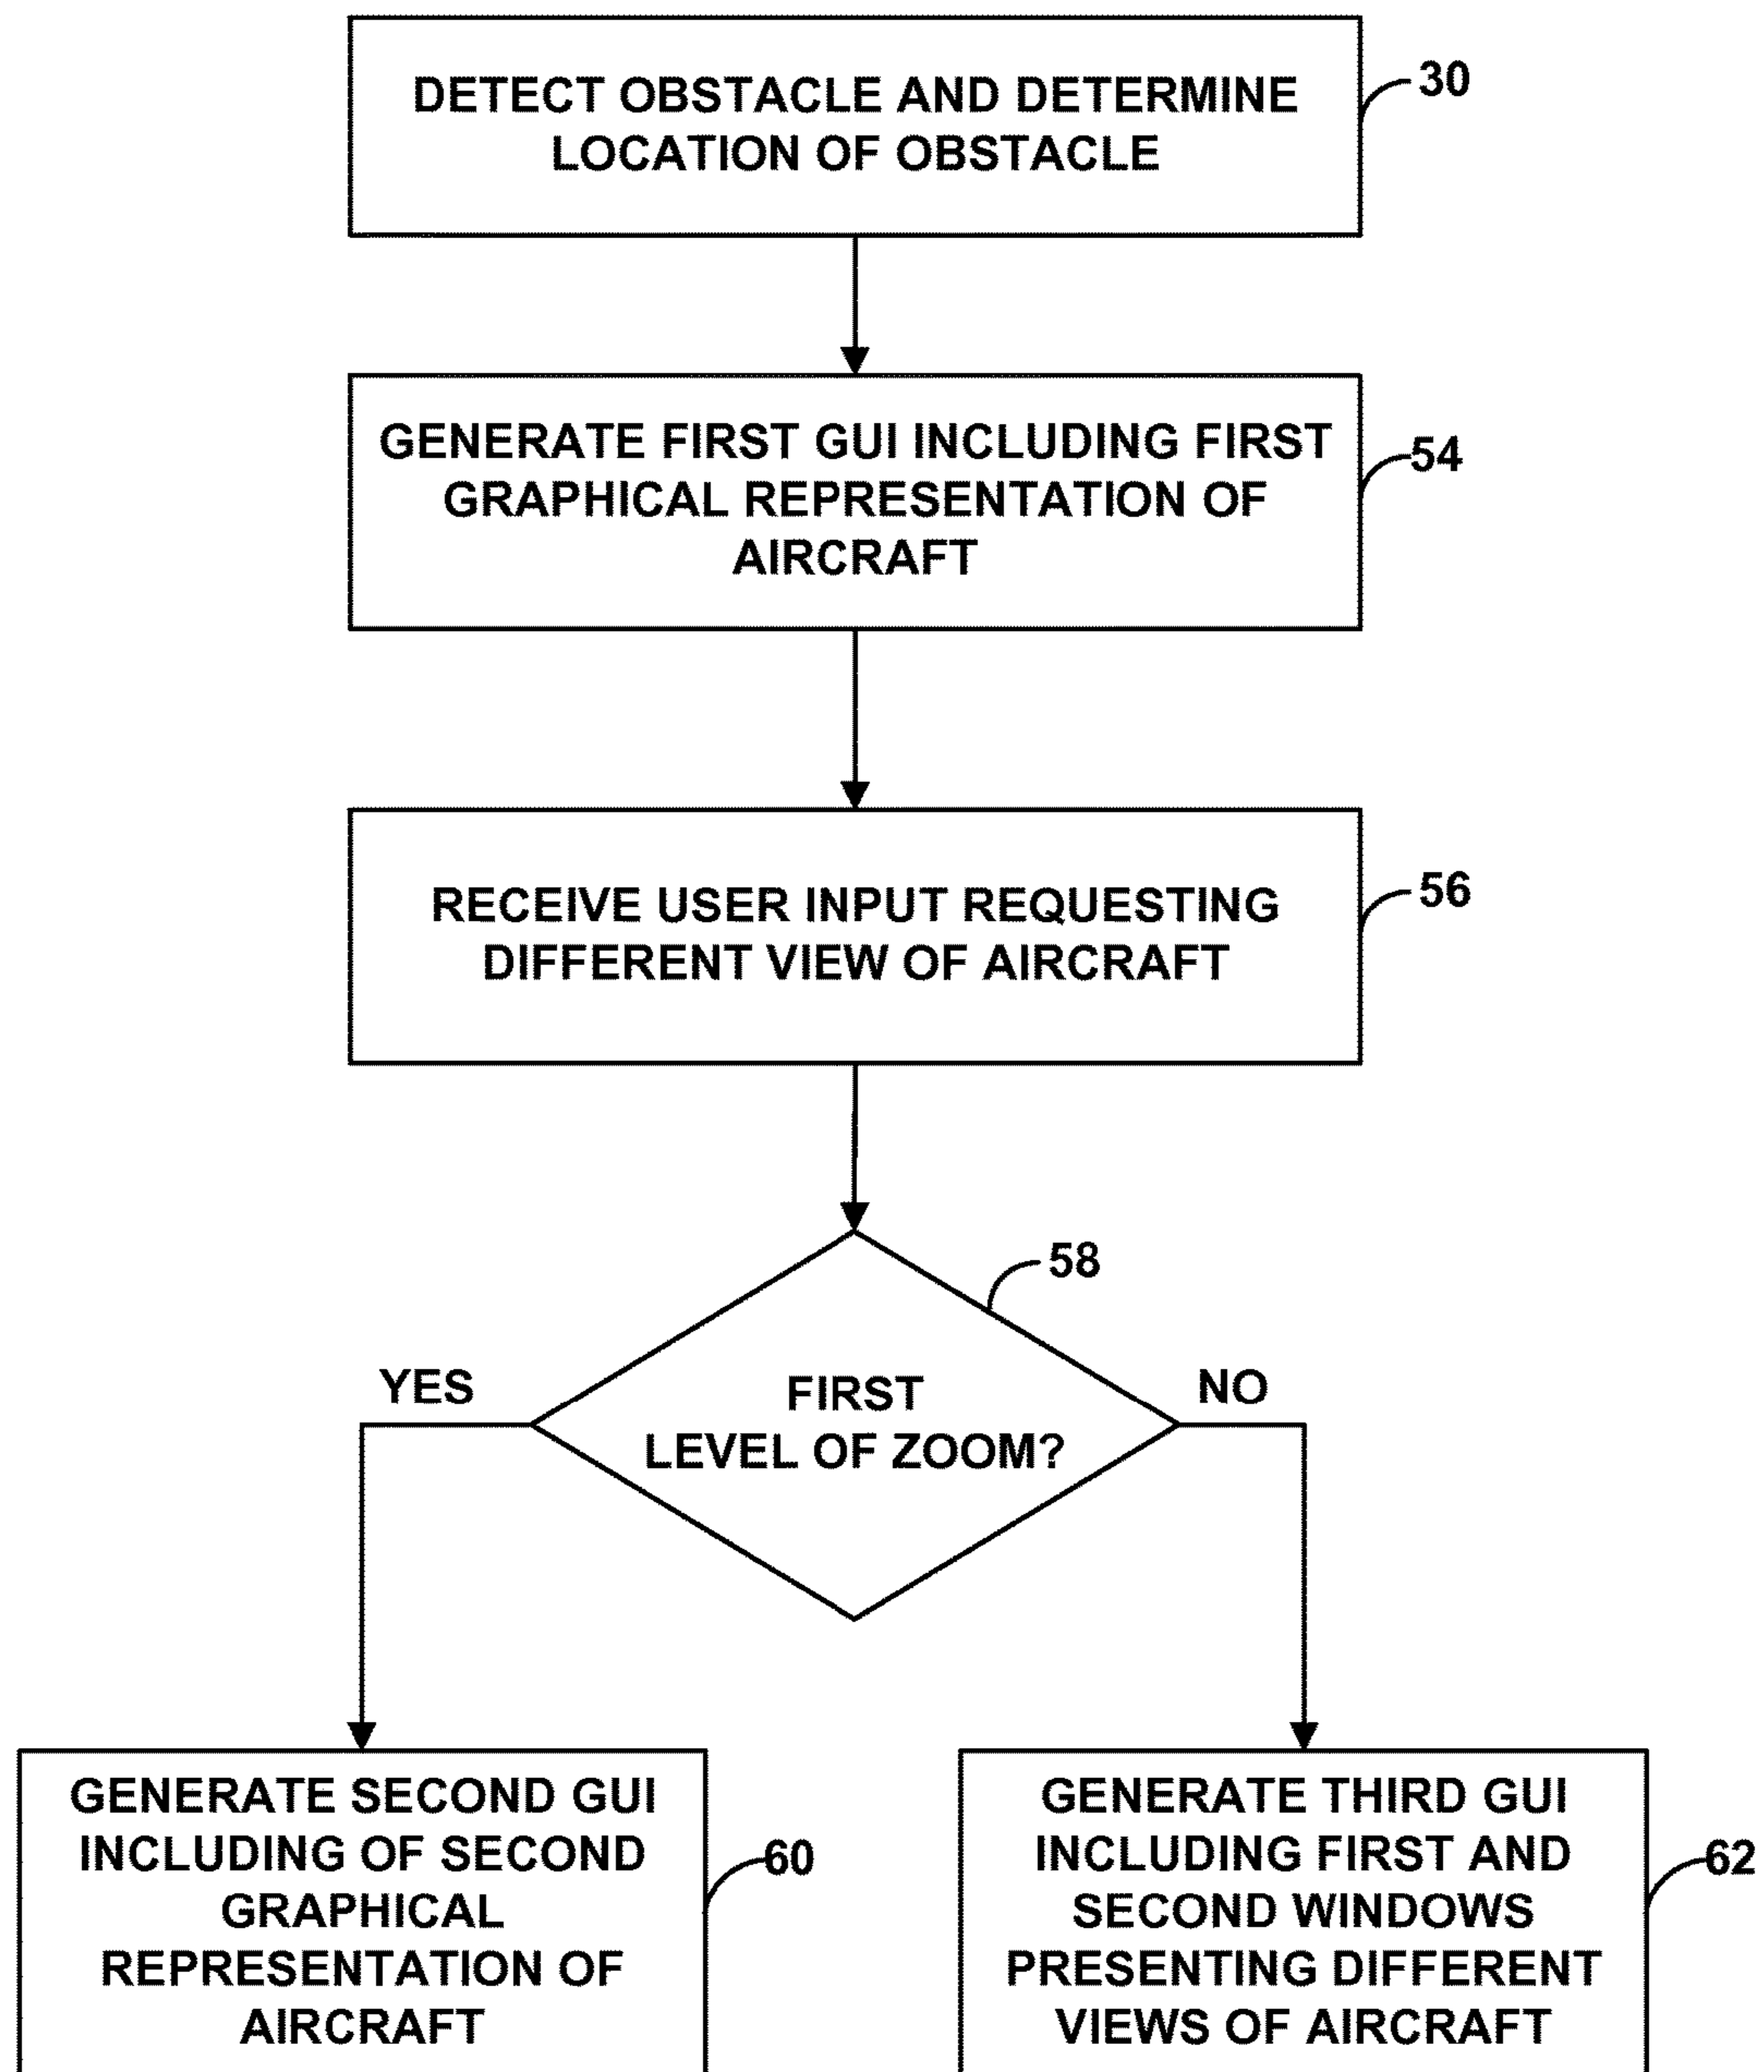 DETECT OBSTACLE AND DETERMINE
LOCATION OF OBSTACLE
30
GENERATE FIRST GUI INCLUDING FIRST
GRAPHICAL REPRESENTATION OF
AIRCRAFT
54
RECEIVE USER INPUT REQUESTING
DIFFERENT VIEW OF AIRCRAFT
56
58
YES
FIRST
LEVEL OF ZOOM?
NO
GENERATE SECOND GUI
INCLUDING OF SECOND
GRAPHICAL
REPRESENTATION OF
AIRCRAFT
60
GENERATE THIRD GUI
INCLUDING FIRST AND
SECOND WINDOWS
PRESENTING DIFFERENT
VIEWS OF AIRCRAFT
62